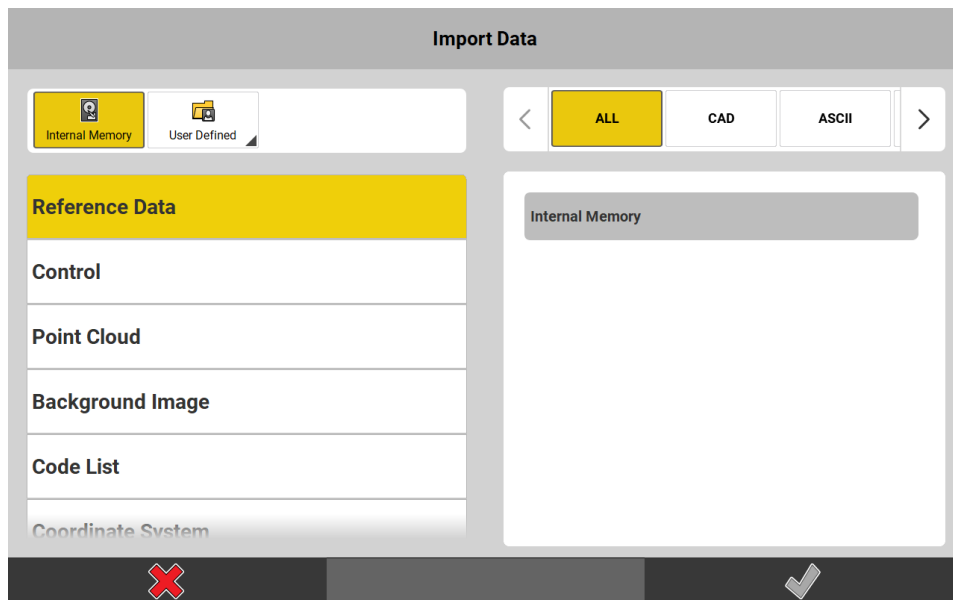 Import Data
Internal Memory
User Defined
ALL
CAD
ASCII
Reference Data
Control
Point Cloud
Background Image
Code List
Coordinate System
Internal Memory